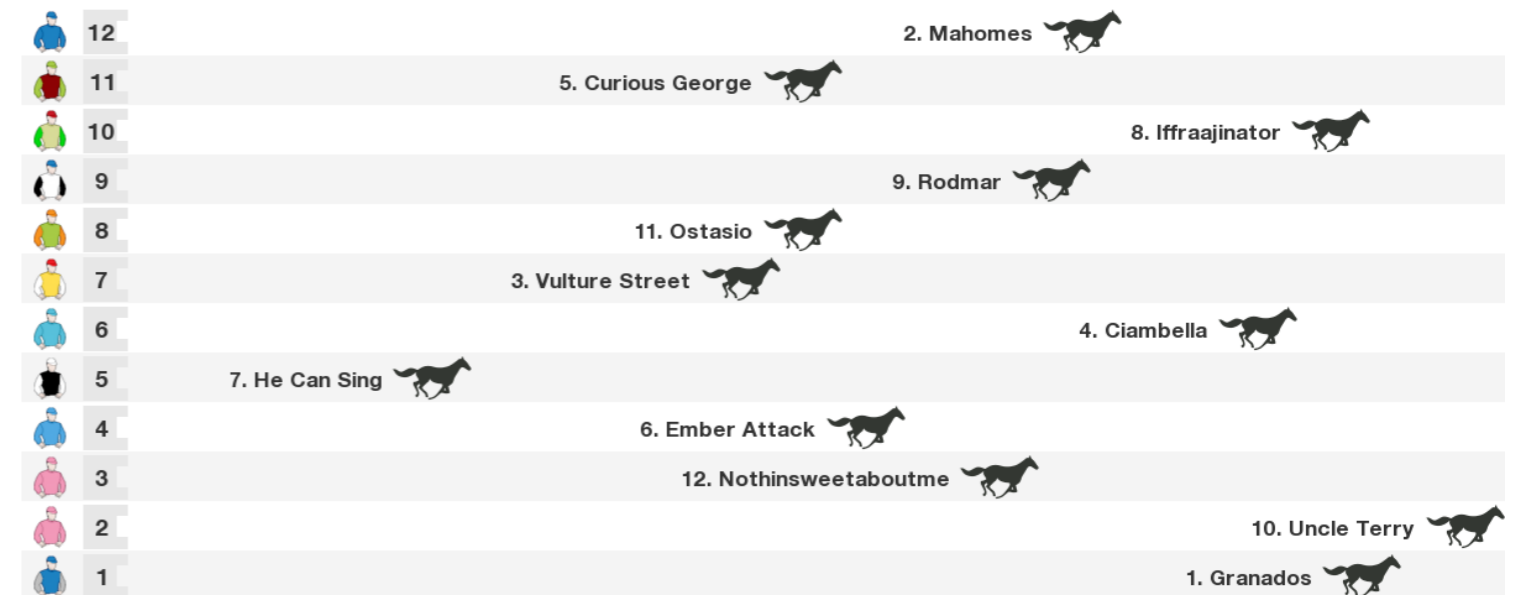 12 2. Mahomes
11 5. Curious George
10 8. Iffraajinator
9 9. Rodmar
8 11. Ostasio
7 3. Vulture Street
6 4. Ciambella
5 7. He Can Sing
4 6. Ember Attack
3 12. Nothinsweetaboutme
2 10. Uncle Terry
1 1. Granados